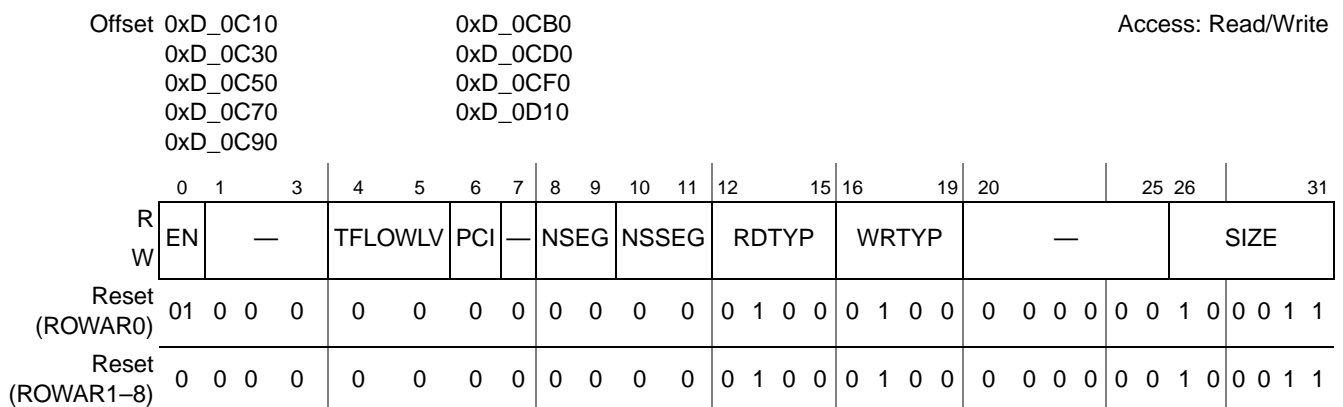 Offset 0xD_0C10 0xD_0CB0 Access: Read/Write
0xD_0C30 0xD_0CD0
0xD_0C50 0xD_0CF0
0xD_0C70 0xD_0D10
0xD_0C90
0 1 3 4 5 6 7 8 9 10 11 12 15 16 19 20 25 26 31
R
W
EN — TFLOWLV PCI — NSEG NSSEG RDTYP WRTYP — SIZE
Reset
(ROWAR0)
01 0 0 0 0 0 0 0 0 0 0 0 0 1 0 0 0 1 0 0 0 0 0 0 0 0 1 0 0 0 1 1
Reset
(ROWAR1–8)
0 0 0 0 0 0 0 0 0 0 0 0 0 1 0 0 0 1 0 0 0 0 0 0 0 0 1 0 0 0 1 1